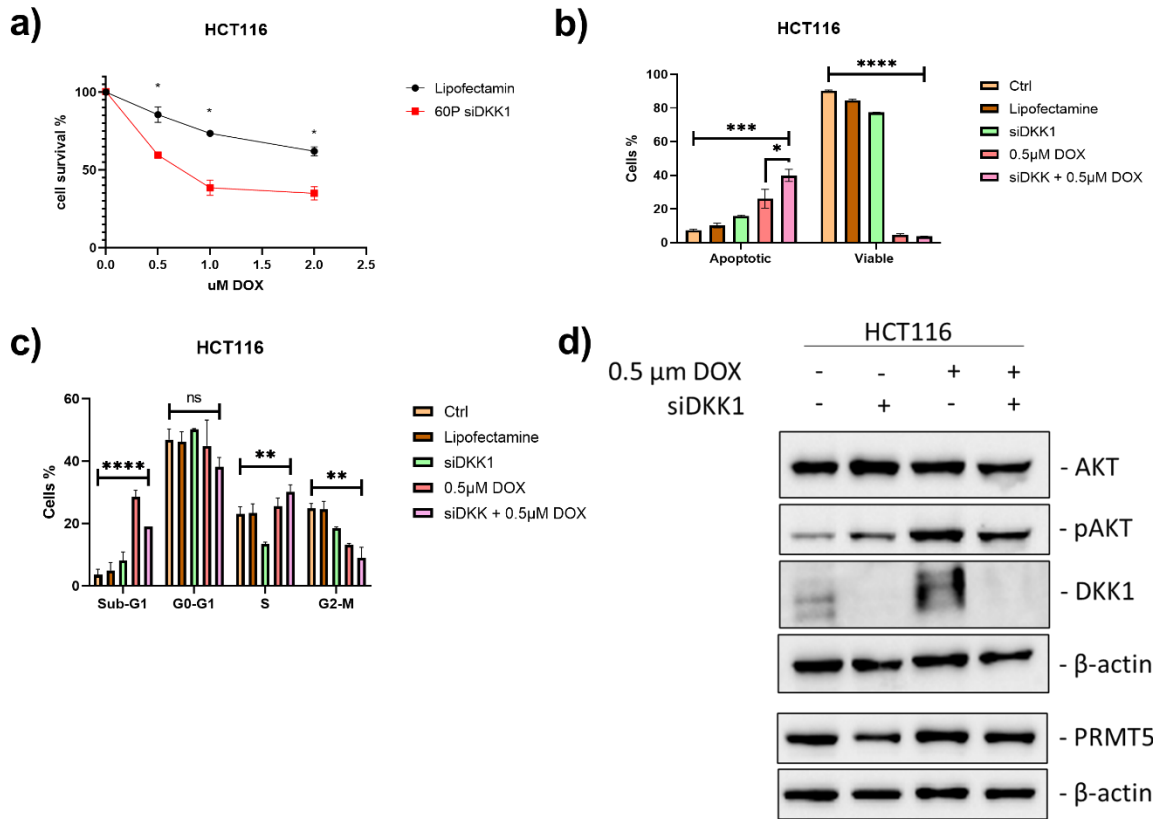 a)
HCT116
* * *
cell survival %
100
50
0
0.0 0.5 1.0 1.5 2.0 2.5
uM DOX
Lipofectamin
60P siDKK1
b)
HCT116
****
***
*
Cells %
100
80
60
40
20
0
Apoptotic Viable
Ctrl
Lipofectamine
siDKK1
0.5µM DOX
siDKK + 0.5µM DOX
c)
HCT116
**** ns ** **
Cells %
60
40
20
0
Sub-G1 G0-G1 S G2-M
Ctrl
Lipofectamine
siDKK1
0.5µM DOX
siDKK + 0.5µM DOX
d)
HCT116
0.5 µm DOX - - + +
siDKK1 - + - +
- AKT
- pAKT
- DKK1
- β-actin
- PRMT5
- β-actin